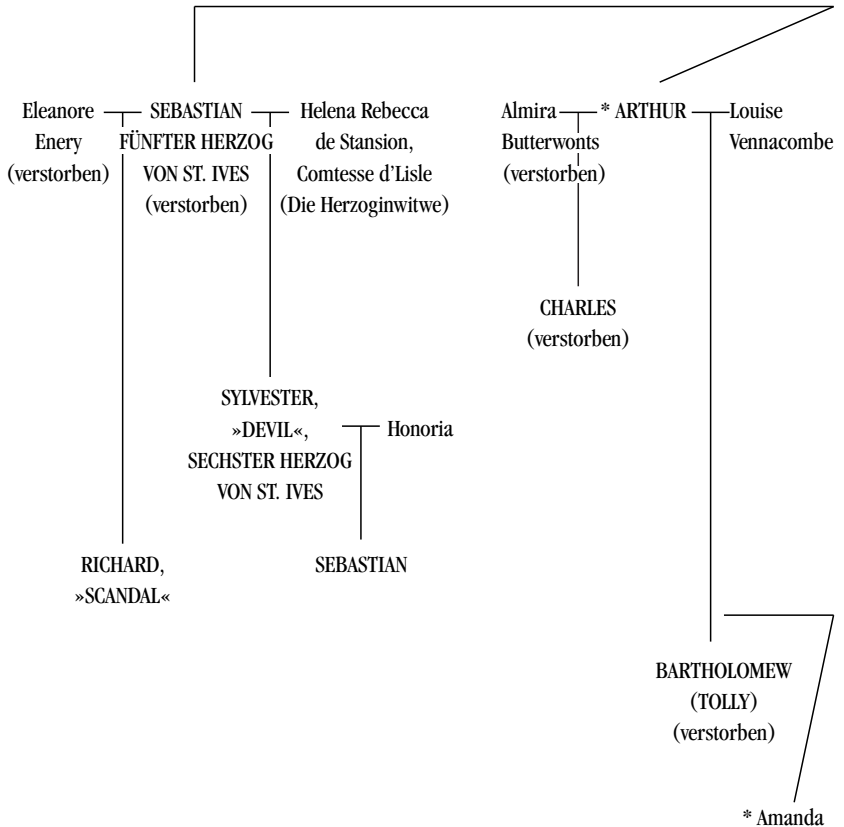 Eleanore
Enery
(verstorben)
SEBASTIAN
FÜNFTER HERZOG
VON ST. IVES
(verstorben)
Helena Rebecca
de Stansion,
Comtesse d’Lisle
(Die Herzoginwitwe)
Almira
Butterwonts
(verstorben)
* ARTHUR
Louise
Vennacombe
CHARLES
(verstorben)
SYLVESTER,
»DEVIL«,
SECHSTER HERZOG
VON ST. IVES
Honoria
RICHARD,
»SCANDAL«
SEBASTIAN
BARTHOLOMEW
(TOLLY)
(verstorben)
* Amanda